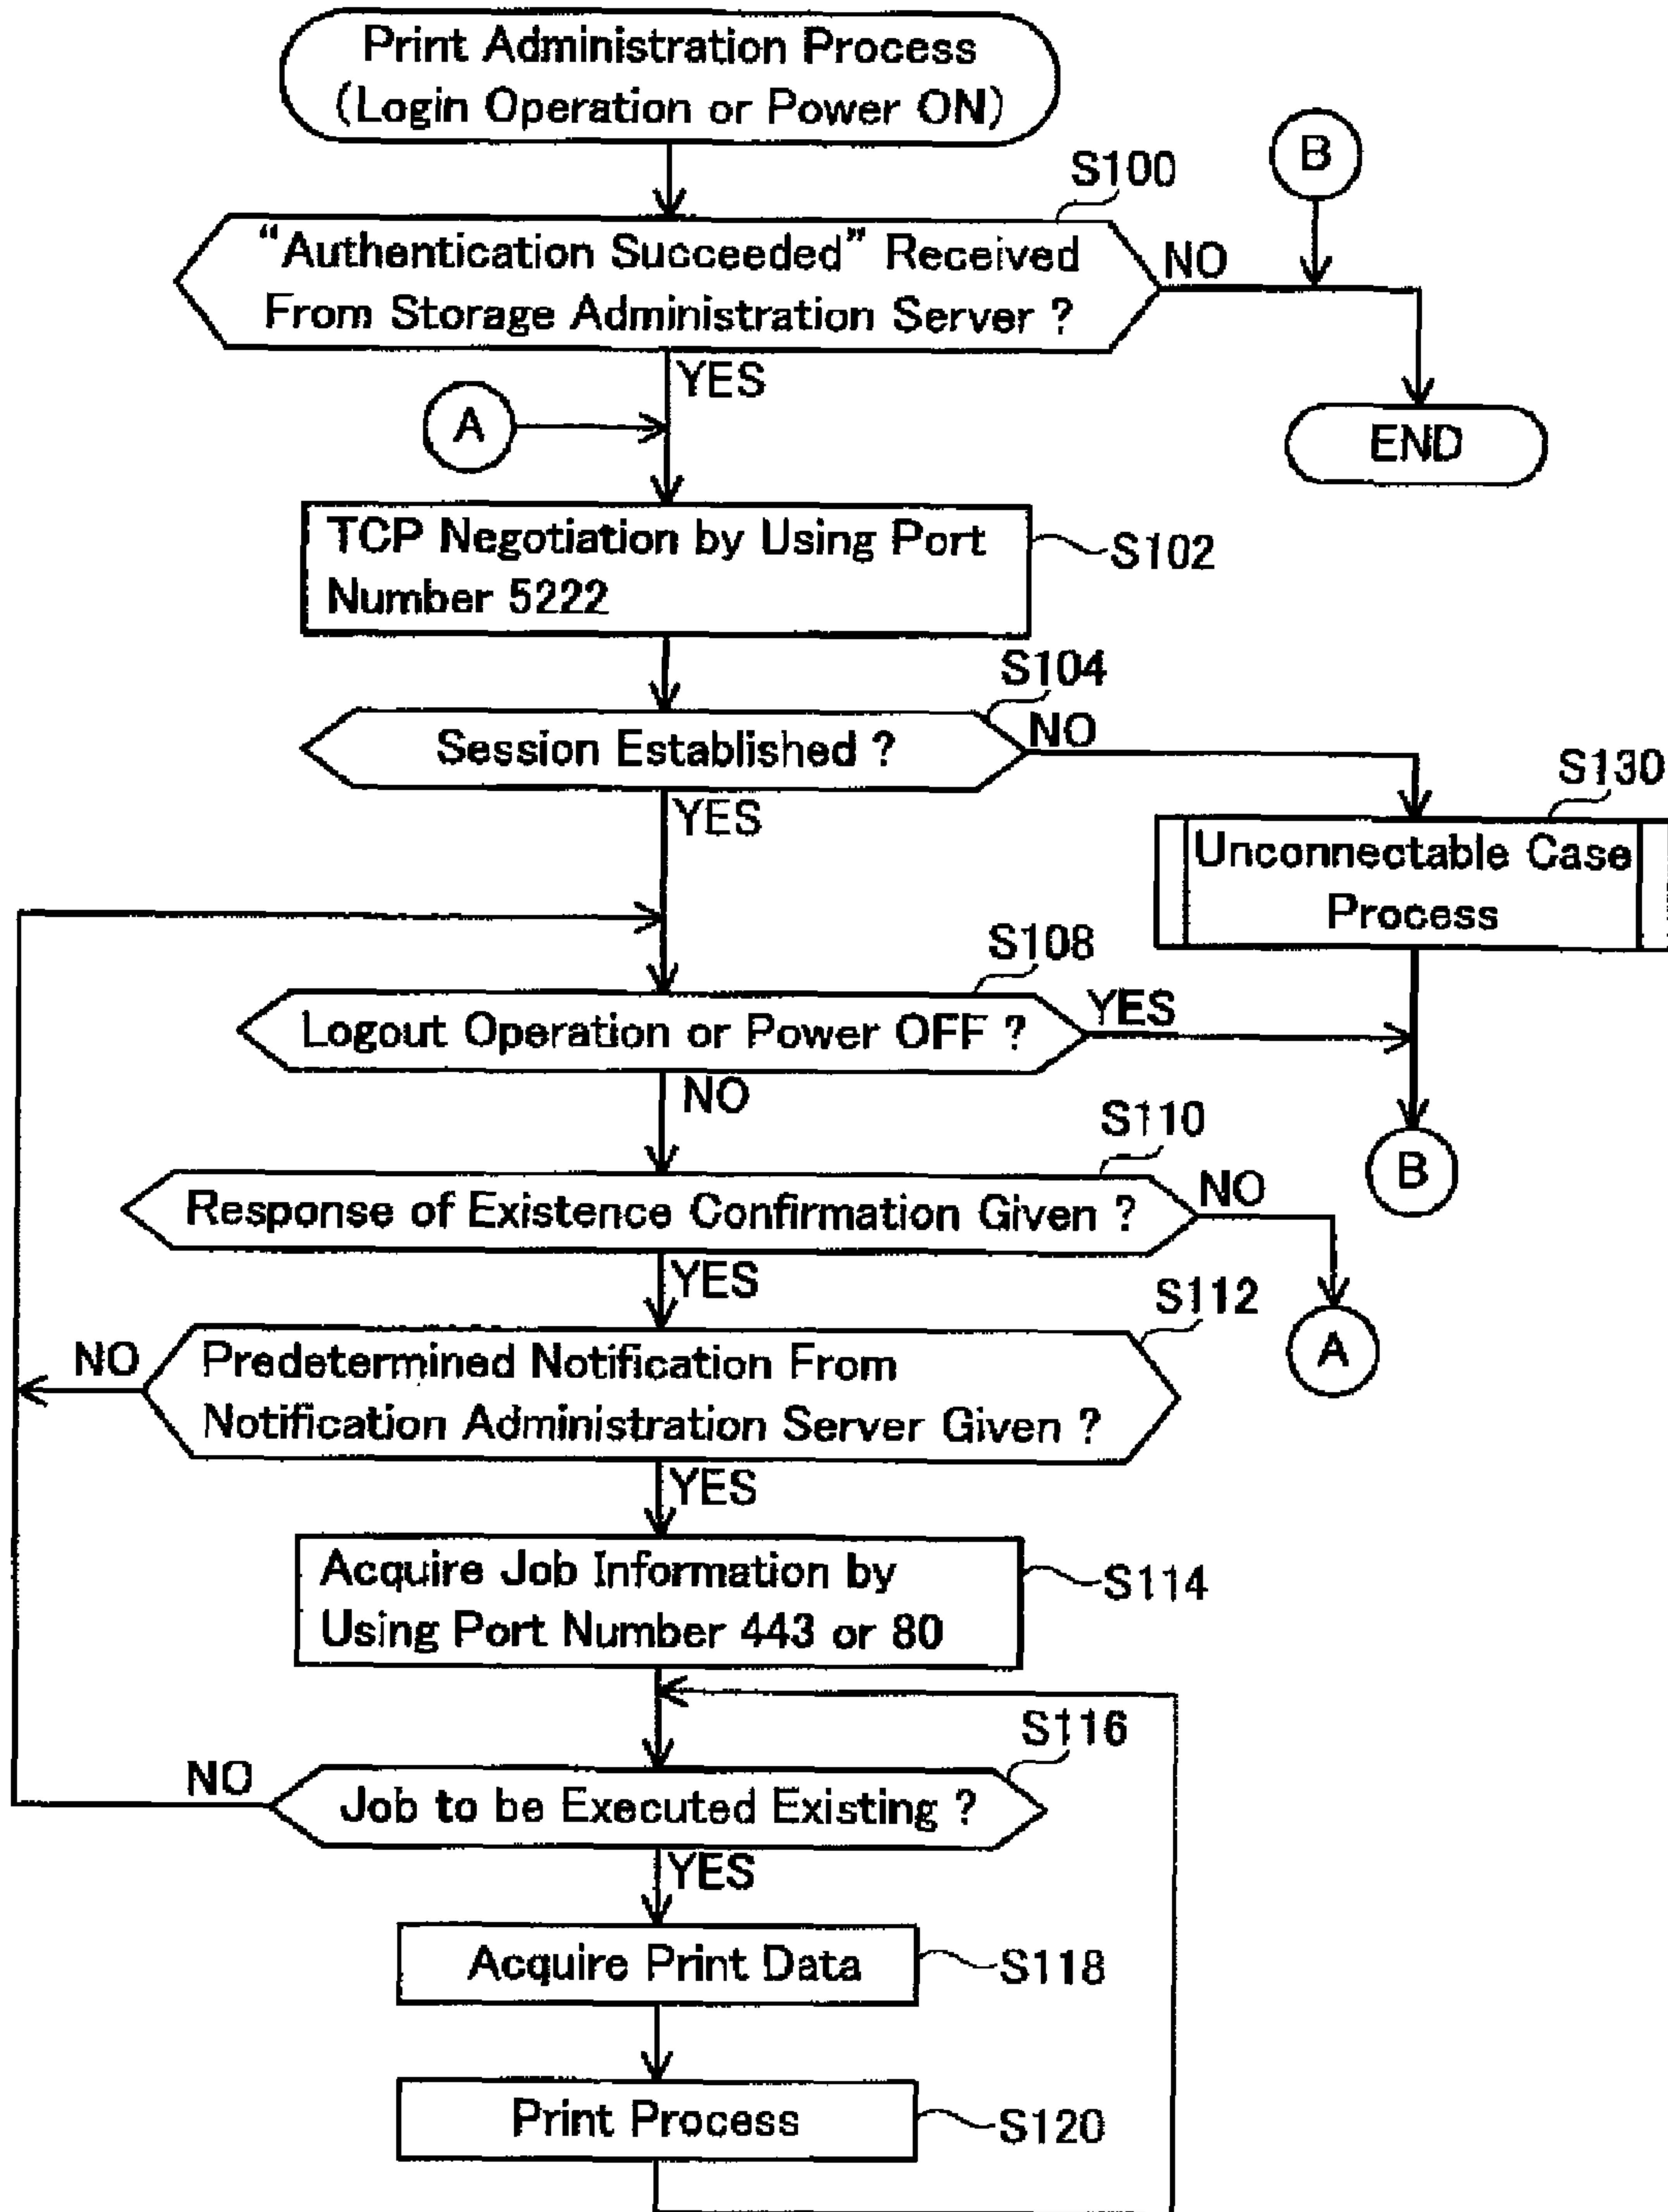 Print Administration Process
(Login Operation or Power ON)
S100
B
"Authentication Succeeded" Received
From Storage Administration Server ?
NO
YES
A
END
TCP Negotiation by Using Port
Number 5222
S102
S104
Session Established ?
NO
YES
S130
Unconnectable Case
Process
S108
Logout Operation or Power OFF ?
YES
NO
B
S110
Response of Existence Confirmation Given ?
NO
YES
A
S112
Predetermined Notification From
Notification Administration Server Given ?
NO
YES
Acquire Job Information by
Using Port Number 443 or 80
S114
S116
Job to be Executed Existing ?
NO
YES
Acquire Print Data
S118
Print Process
S120